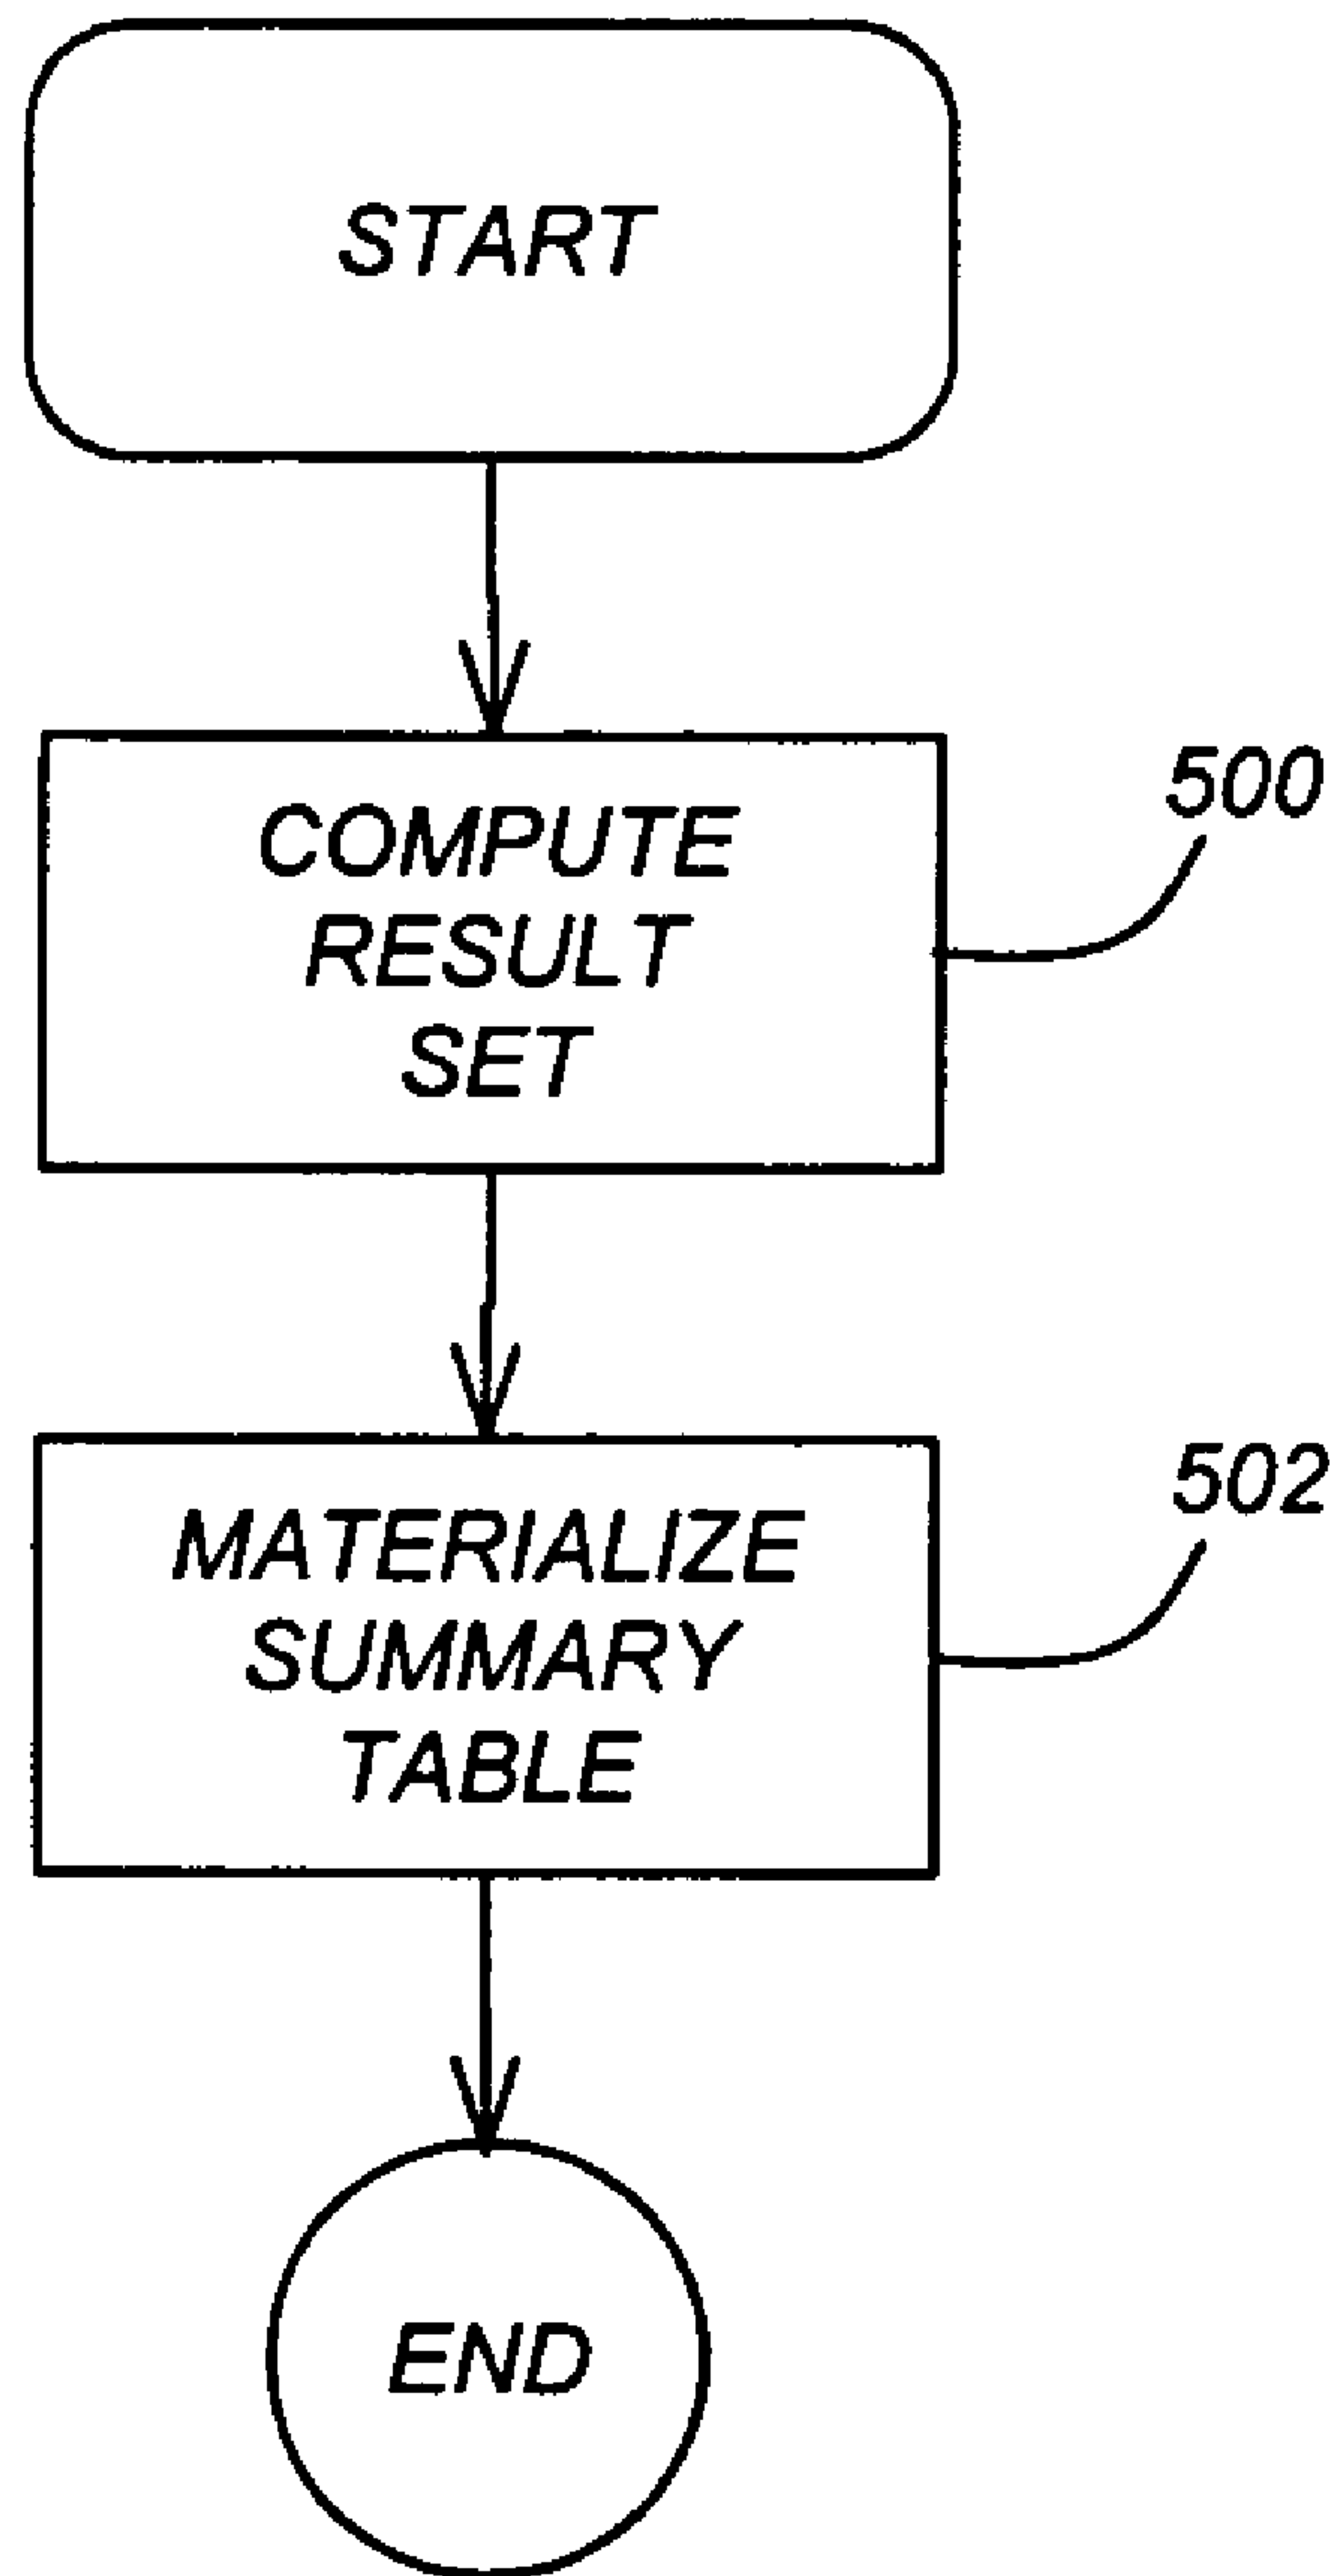 START
COMPUTE
RESULT
SET
500
MATERIALIZE
SUMMARY
TABLE
502
END